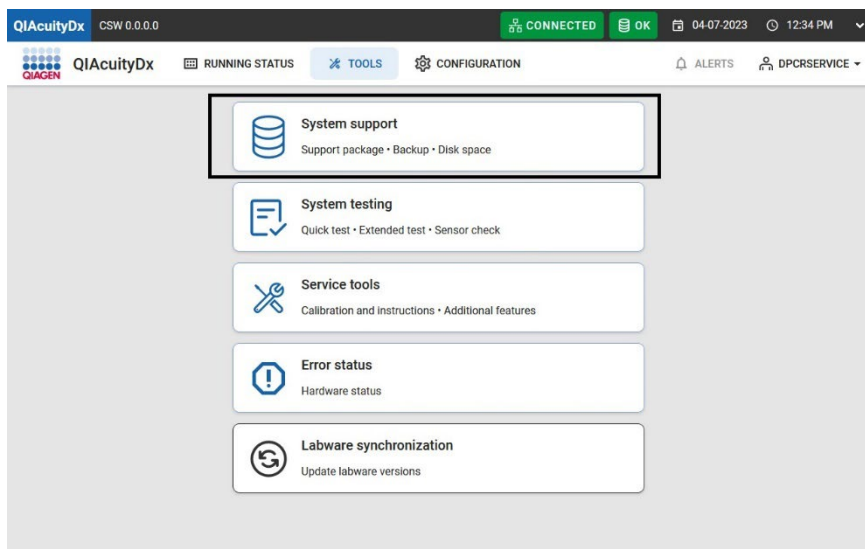 QIAcuityDx CSW 0.0.0.0 CONNECTED OK 04-07-2023 12:34 PM
QIAGEN QIAcuityDx RUNNING STATUS TOOLS CONFIGURATION ALERTS DPCRSERVICE
System support
Support package • Backup • Disk space
System testing
Quick test • Extended test • Sensor check
Service tools
Calibration and instructions • Additional features
Error status
Hardware status
Labware synchronization
Update labware versions